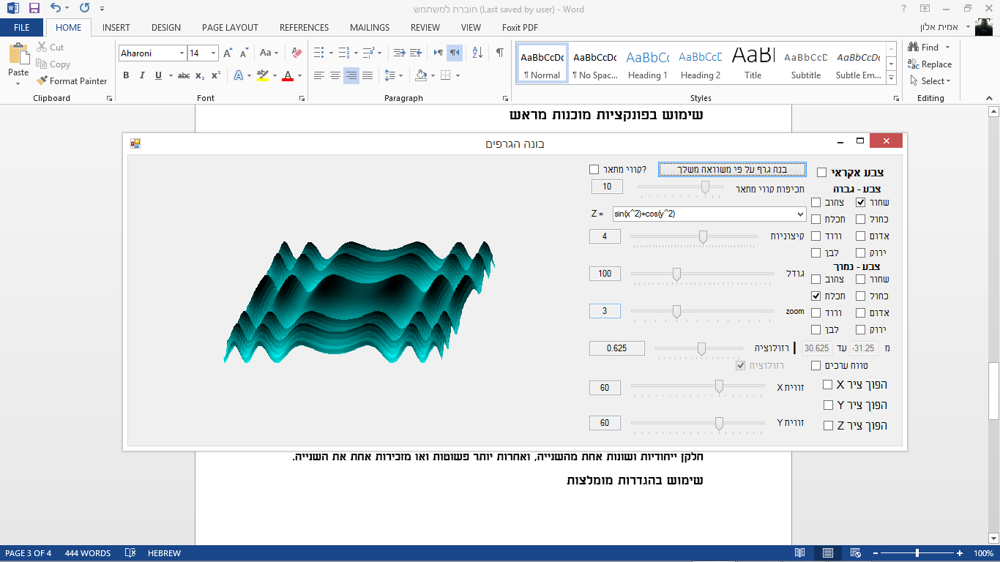 חוברת למשתמש (Last saved by user) - Word
FILE HOME INSERT DESIGN PAGE LAYOUT REFERENCES MAILINGS REVIEW VIEW Foxit PDF
אמית אלון
Paste
Cut
Copy
Format Painter
Clipboard
Aharoni 14
Font
Paragraph
AaBbCcDc AaBbCcDc AaBbCc AaBbCcD AaB AaBbCcD AaBbCcDc
¶ Normal ¶ No Spac... Heading 1 Heading 2 Title Subtitle Subtle Em...
Styles
Find
Replace
Select
Editing
שימוש בפונקציות מוכנות מראש
בונה הגרפים
בנה גרף על פי משוואה משלך
קווי מתאר?
תכיפות קווי מתאר
10
Z = sin(x^2)+cos(y^2)
קיצוניות
4
גודל
100
zoom
3
מ -31.25 עד 30.625 | רזולוציה
0.625
טווח ערכים
רזולוציה
זווית X
60
זווית Y
60
צבע אקראי
צבע - גבוה
שחור צהוב
כחול תכלת
אדום ורוד
ירוק לבן
צבע - נמוך
שחור צהוב
כחול תכלת
אדום ורוד
ירוק לבן
הפוך ציר X
הפוך ציר Y
הפוך ציר Z
חלקן ייחודיות ושונות אחת מהשנייה, ואחרות יותר פשוטות ואו מזכירות אחת את השנייה.
שימוש בהגדרות מומלצות
PAGE 3 OF 4 444 WORDS HEBREW 100%